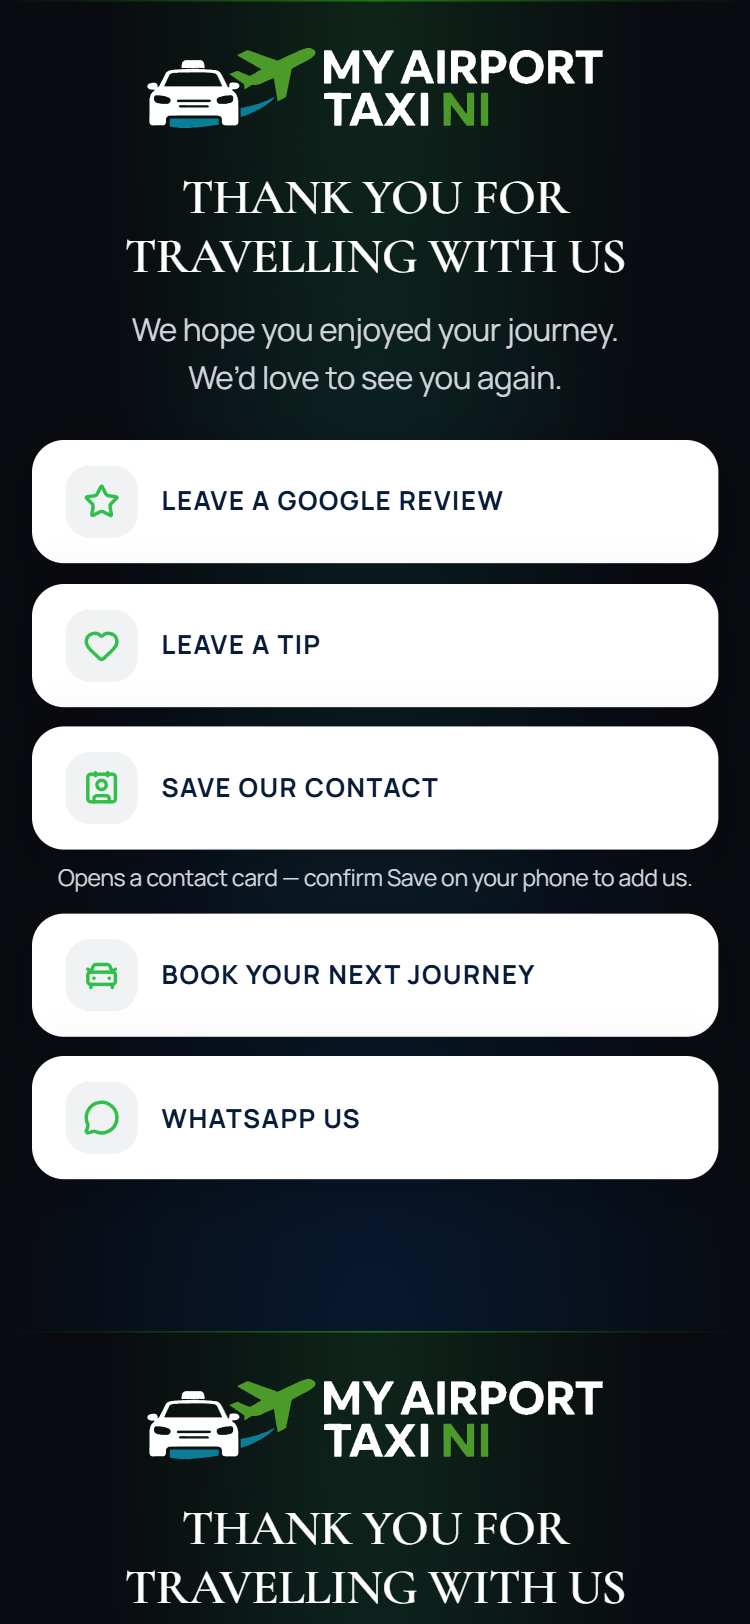 MY AIRPORT
TAXI NI
THANK YOU FOR
TRAVELLING WITH US
We hope you enjoyed your journey.
We’d love to see you again.
LEAVE A GOOGLE REVIEW
LEAVE A TIP
SAVE OUR CONTACT
Opens a contact card — confirm Save on your phone to add us.
BOOK YOUR NEXT JOURNEY
WHATSAPP US
MY AIRPORT
TAXI NI
THANK YOU FOR
TRAVELLING WITH US